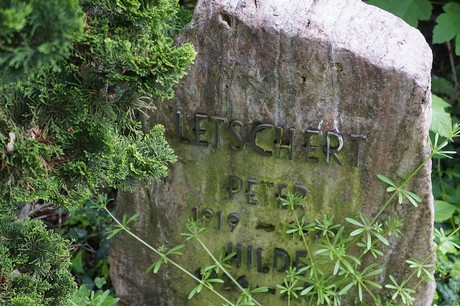 LETSCHERT
PETER
1919 –
HILDE